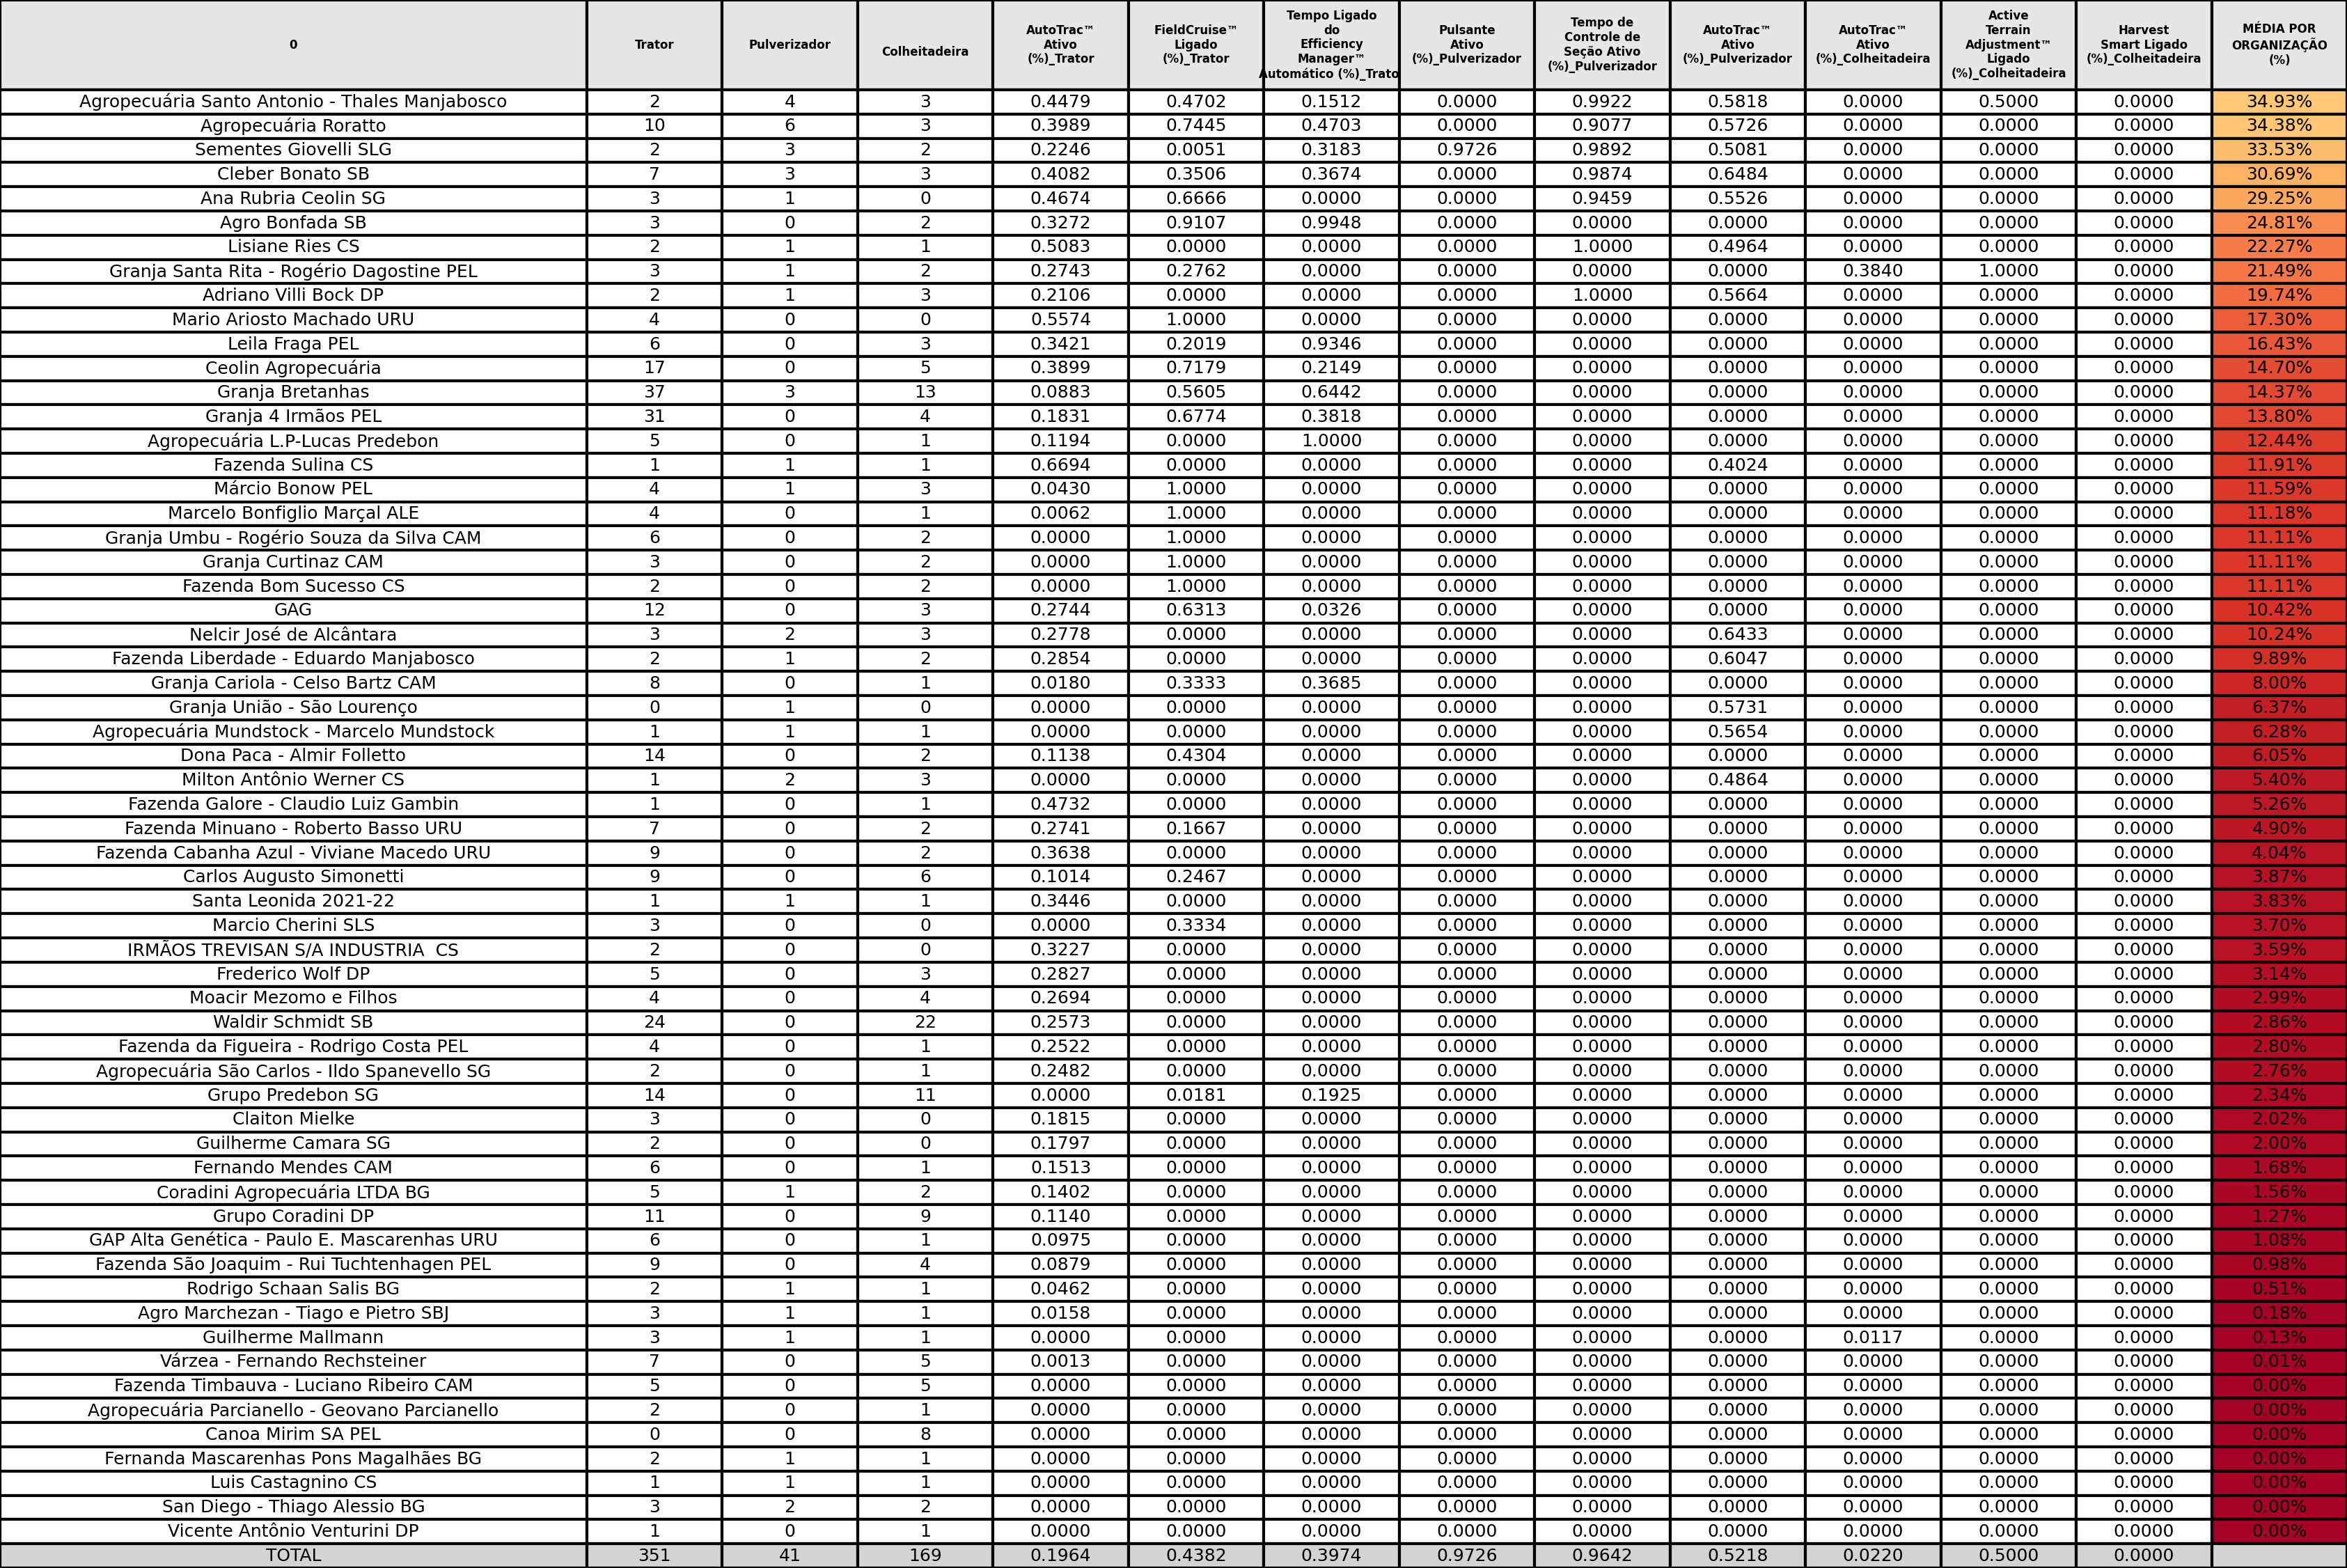 0 Trator Pulverizador Colheitadeira AutoTrac™ Ativo (%)_Trator FieldCruise™ Ligado (%)_Trator Tempo Ligado do Efficiency Manager™ Automático (%)_Trato Pulsante Ativo (%)_Pulverizador Tempo de Controle de Seção Ativo (%)_Pulverizador AutoTrac™ Ativo (%)_Pulverizador AutoTrac™ Ativo (%)_Colheitadeira Active Terrain Adjustment™ Ligado (%)_Colheitadeira Harvest Smart Ligado (%)_Colheitadeira MÉDIA POR ORGANIZAÇÃO (%)
Agropecuária Santo Antonio - Thales Manjabosco 2 4 3 0.4479 0.4702 0.1512 0.0000 0.9922 0.5818 0.0000 0.5000 0.0000 34.93%
Agropecuária Roratto 10 6 3 0.3989 0.7445 0.4703 0.0000 0.9077 0.5726 0.0000 0.0000 0.0000 34.38%
Sementes Giovelli SLG 2 3 2 0.2246 0.0051 0.3183 0.9726 0.9892 0.5081 0.0000 0.0000 0.0000 33.53%
Cleber Bonato SB 7 3 3 0.4082 0.3506 0.3674 0.0000 0.9874 0.6484 0.0000 0.0000 0.0000 30.69%
Ana Rubria Ceolin SG 3 1 0 0.4674 0.6666 0.0000 0.0000 0.9459 0.5526 0.0000 0.0000 0.0000 29.25%
Agro Bonfada SB 3 0 2 0.3272 0.9107 0.9948 0.0000 0.0000 0.0000 0.0000 0.0000 0.0000 24.81%
Lisiane Ries CS 2 1 1 0.5083 0.0000 0.0000 0.0000 1.0000 0.4964 0.0000 0.0000 0.0000 22.27%
Granja Santa Rita - Rogério Dagostine PEL 3 1 2 0.2743 0.2762 0.0000 0.0000 0.0000 0.0000 0.3840 1.0000 0.0000 21.49%
Adriano Villi Bock DP 2 1 3 0.2106 0.0000 0.0000 0.0000 1.0000 0.5664 0.0000 0.0000 0.0000 19.74%
Mario Ariosto Machado URU 4 0 0 0.5574 1.0000 0.0000 0.0000 0.0000 0.0000 0.0000 0.0000 0.0000 17.30%
Leila Fraga PEL 6 0 3 0.3421 0.2019 0.9346 0.0000 0.0000 0.0000 0.0000 0.0000 0.0000 16.43%
Ceolin Agropecuária 17 0 5 0.3899 0.7179 0.2149 0.0000 0.0000 0.0000 0.0000 0.0000 0.0000 14.70%
Granja Bretanhas 37 3 13 0.0883 0.5605 0.6442 0.0000 0.0000 0.0000 0.0000 0.0000 0.0000 14.37%
Granja 4 Irmãos PEL 31 0 4 0.1831 0.6774 0.3818 0.0000 0.0000 0.0000 0.0000 0.0000 0.0000 13.80%
Agropecuária L.P-Lucas Predebon 5 0 1 0.1194 0.0000 1.0000 0.0000 0.0000 0.0000 0.0000 0.0000 0.0000 12.44%
Fazenda Sulina CS 1 1 1 0.6694 0.0000 0.0000 0.0000 0.0000 0.4024 0.0000 0.0000 0.0000 11.91%
Márcio Bonow PEL 4 1 3 0.0430 1.0000 0.0000 0.0000 0.0000 0.0000 0.0000 0.0000 0.0000 11.59%
Marcelo Bonfiglio Marçal ALE 4 0 1 0.0062 1.0000 0.0000 0.0000 0.0000 0.0000 0.0000 0.0000 0.0000 11.18%
Granja Umbu - Rogério Souza da Silva CAM 6 0 2 0.0000 1.0000 0.0000 0.0000 0.0000 0.0000 0.0000 0.0000 0.0000 11.11%
Granja Curtinaz CAM 3 0 2 0.0000 1.0000 0.0000 0.0000 0.0000 0.0000 0.0000 0.0000 0.0000 11.11%
Fazenda Bom Sucesso CS 2 0 2 0.0000 1.0000 0.0000 0.0000 0.0000 0.0000 0.0000 0.0000 0.0000 11.11%
GAG 12 0 3 0.2744 0.6313 0.0326 0.0000 0.0000 0.0000 0.0000 0.0000 0.0000 10.42%
Nelcir José de Alcântara 3 2 3 0.2778 0.0000 0.0000 0.0000 0.0000 0.6433 0.0000 0.0000 0.0000 10.24%
Fazenda Liberdade - Eduardo Manjabosco 2 1 2 0.2854 0.0000 0.0000 0.0000 0.0000 0.6047 0.0000 0.0000 0.0000 9.89%
Granja Cariola - Celso Bartz CAM 8 0 1 0.0180 0.3333 0.3685 0.0000 0.0000 0.0000 0.0000 0.0000 0.0000 8.00%
Granja União - São Lourenço 0 1 0 0.0000 0.0000 0.0000 0.0000 0.0000 0.5731 0.0000 0.0000 0.0000 6.37%
Agropecuária Mundstock - Marcelo Mundstock 1 1 1 0.0000 0.0000 0.0000 0.0000 0.0000 0.5654 0.0000 0.0000 0.0000 6.28%
Dona Paca - Almir Folletto 14 0 2 0.1138 0.4304 0.0000 0.0000 0.0000 0.0000 0.0000 0.0000 0.0000 6.05%
Milton Antônio Werner CS 1 2 3 0.0000 0.0000 0.0000 0.0000 0.0000 0.4864 0.0000 0.0000 0.0000 5.40%
Fazenda Galore - Claudio Luiz Gambin 1 0 1 0.4732 0.0000 0.0000 0.0000 0.0000 0.0000 0.0000 0.0000 0.0000 5.26%
Fazenda Minuano - Roberto Basso URU 7 0 2 0.2741 0.1667 0.0000 0.0000 0.0000 0.0000 0.0000 0.0000 0.0000 4.90%
Fazenda Cabanha Azul - Viviane Macedo URU 9 0 2 0.3638 0.0000 0.0000 0.0000 0.0000 0.0000 0.0000 0.0000 0.0000 4.04%
Carlos Augusto Simonetti 9 0 6 0.1014 0.2467 0.0000 0.0000 0.0000 0.0000 0.0000 0.0000 0.0000 3.87%
Santa Leonida 2021-22 1 1 1 0.3446 0.0000 0.0000 0.0000 0.0000 0.0000 0.0000 0.0000 0.0000 3.83%
Marcio Cherini SLS 3 0 0 0.0000 0.3334 0.0000 0.0000 0.0000 0.0000 0.0000 0.0000 0.0000 3.70%
IRMÃOS TREVISAN S/A INDUSTRIA  CS 2 0 0 0.3227 0.0000 0.0000 0.0000 0.0000 0.0000 0.0000 0.0000 0.0000 3.59%
Frederico Wolf DP 5 0 3 0.2827 0.0000 0.0000 0.0000 0.0000 0.0000 0.0000 0.0000 0.0000 3.14%
Moacir Mezomo e Filhos 4 0 4 0.2694 0.0000 0.0000 0.0000 0.0000 0.0000 0.0000 0.0000 0.0000 2.99%
Waldir Schmidt SB 24 0 22 0.2573 0.0000 0.0000 0.0000 0.0000 0.0000 0.0000 0.0000 0.0000 2.86%
Fazenda da Figueira - Rodrigo Costa PEL 4 0 1 0.2522 0.0000 0.0000 0.0000 0.0000 0.0000 0.0000 0.0000 0.0000 2.80%
Agropecuária São Carlos - Ildo Spanevello SG 2 0 1 0.2482 0.0000 0.0000 0.0000 0.0000 0.0000 0.0000 0.0000 0.0000 2.76%
Grupo Predebon SG 14 0 11 0.0000 0.0181 0.1925 0.0000 0.0000 0.0000 0.0000 0.0000 0.0000 2.34%
Claiton Mielke 3 0 0 0.1815 0.0000 0.0000 0.0000 0.0000 0.0000 0.0000 0.0000 0.0000 2.02%
Guilherme Camara SG 2 0 0 0.1797 0.0000 0.0000 0.0000 0.0000 0.0000 0.0000 0.0000 0.0000 2.00%
Fernando Mendes CAM 6 0 1 0.1513 0.0000 0.0000 0.0000 0.0000 0.0000 0.0000 0.0000 0.0000 1.68%
Coradini Agropecuária LTDA BG 5 1 2 0.1402 0.0000 0.0000 0.0000 0.0000 0.0000 0.0000 0.0000 0.0000 1.56%
Grupo Coradini DP 11 0 9 0.1140 0.0000 0.0000 0.0000 0.0000 0.0000 0.0000 0.0000 0.0000 1.27%
GAP Alta Genética - Paulo E. Mascarenhas URU 6 0 1 0.0975 0.0000 0.0000 0.0000 0.0000 0.0000 0.0000 0.0000 0.0000 1.08%
Fazenda São Joaquim - Rui Tuchtenhagen PEL 9 0 4 0.0879 0.0000 0.0000 0.0000 0.0000 0.0000 0.0000 0.0000 0.0000 0.98%
Rodrigo Schaan Salis BG 2 1 1 0.0462 0.0000 0.0000 0.0000 0.0000 0.0000 0.0000 0.0000 0.0000 0.51%
Agro Marchezan - Tiago e Pietro SBJ 3 1 1 0.0158 0.0000 0.0000 0.0000 0.0000 0.0000 0.0000 0.0000 0.0000 0.18%
Guilherme Mallmann 3 1 1 0.0000 0.0000 0.0000 0.0000 0.0000 0.0000 0.0117 0.0000 0.0000 0.13%
Várzea - Fernando Rechsteiner 7 0 5 0.0013 0.0000 0.0000 0.0000 0.0000 0.0000 0.0000 0.0000 0.0000 0.01%
Fazenda Timbauva - Luciano Ribeiro CAM 5 0 5 0.0000 0.0000 0.0000 0.0000 0.0000 0.0000 0.0000 0.0000 0.0000 0.00%
Agropecuária Parcianello - Geovano Parcianello 2 0 1 0.0000 0.0000 0.0000 0.0000 0.0000 0.0000 0.0000 0.0000 0.0000 0.00%
Canoa Mirim SA PEL 0 0 8 0.0000 0.0000 0.0000 0.0000 0.0000 0.0000 0.0000 0.0000 0.0000 0.00%
Fernanda Mascarenhas Pons Magalhães BG 2 1 1 0.0000 0.0000 0.0000 0.0000 0.0000 0.0000 0.0000 0.0000 0.0000 0.00%
Luis Castagnino CS 1 1 1 0.0000 0.0000 0.0000 0.0000 0.0000 0.0000 0.0000 0.0000 0.0000 0.00%
San Diego - Thiago Alessio BG 3 2 2 0.0000 0.0000 0.0000 0.0000 0.0000 0.0000 0.0000 0.0000 0.0000 0.00%
Vicente Antônio Venturini DP 1 0 1 0.0000 0.0000 0.0000 0.0000 0.0000 0.0000 0.0000 0.0000 0.0000 0.00%
TOTAL 351 41 169 0.1964 0.4382 0.3974 0.9726 0.9642 0.5218 0.0220 0.5000 0.0000